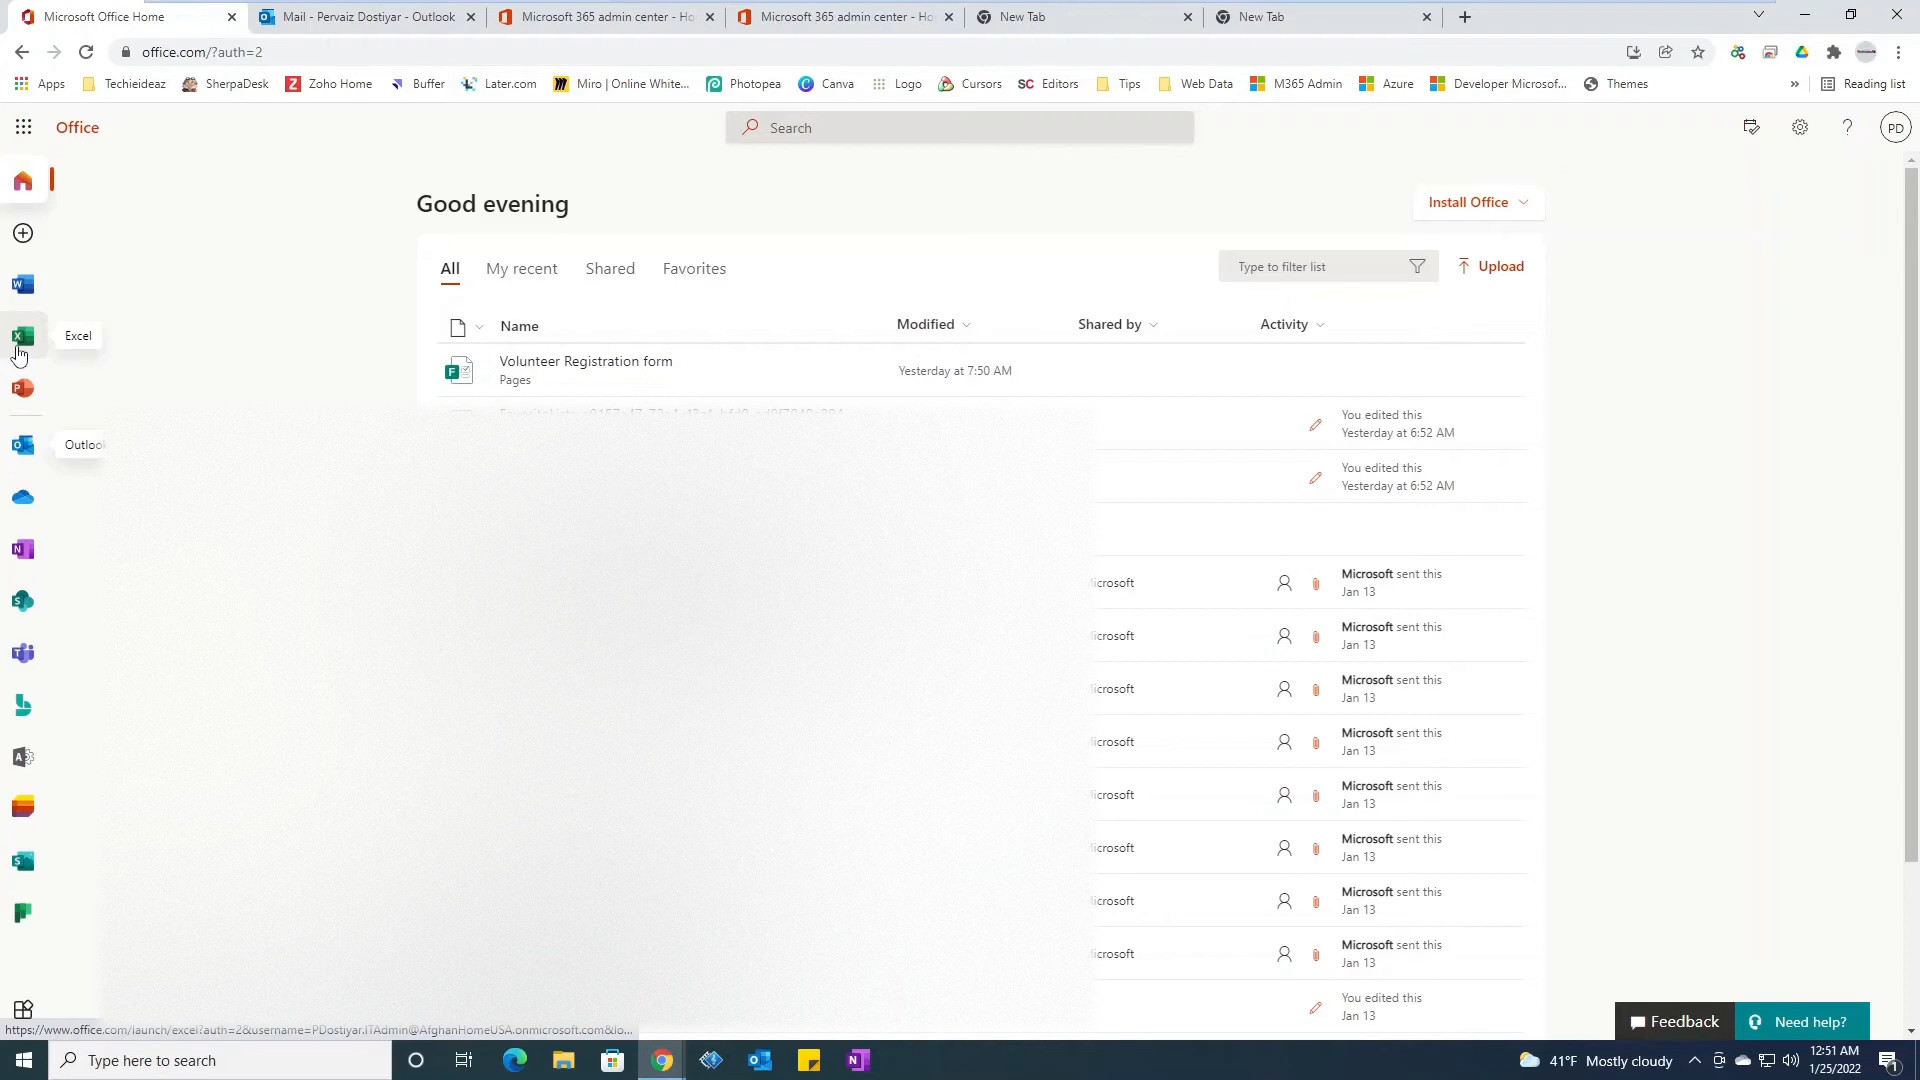 Microsoft Office Home
Mail - Pervaiz Dostiyar - Outlook
Microsoft 365 admin center - Ho
Microsoft 365 admin center - Ho
New Tab
New Tab
office.com/?auth=2
Apps
Techieideaz
SherpaDesk
Zoho Home
Buffer
Later.com
Miro | Online White...
Photopea
Canva
Logo
Cursors
SC Editors
Tips
Web Data
M365 Admin
Azure
Developer Microsof...
Themes
»
Reading list
Office
Search
PD
Good evening
Install Office
All
My recent
Shared
Favorites
Type to filter list
Upload
Name
Modified
Shared by
Activity
Excel
Volunteer Registration form
Pages
Yesterday at 7:50 AM
You edited this
Yesterday at 6:52 AM
Outlook
You edited this
Yesterday at 6:52 AM
icrosoft
Microsoft sent this
Jan 13
icrosoft
Microsoft sent this
Jan 13
icrosoft
Microsoft sent this
Jan 13
icrosoft
Microsoft sent this
Jan 13
icrosoft
Microsoft sent this
Jan 13
icrosoft
Microsoft sent this
Jan 13
icrosoft
Microsoft sent this
Jan 13
icrosoft
Microsoft sent this
Jan 13
You edited this
Jan 13
Feedback
Need help?
https://www.office.com/launch/excel?auth=2&username=PDostiyar.ITAdmin@AfghanHomeUSA.onmicrosoft.com&lo...
Type here to search
41°F Mostly cloudy
12:51 AM
1/25/2022
1